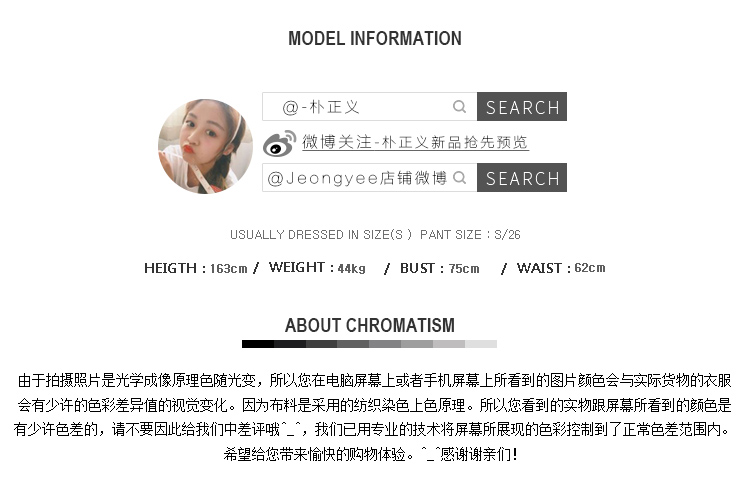 MODEL INFORMATION
@-朴正义 SEARCH
微博关注-朴正义新品抢先预览
@Jeongyee店铺微博 SEARCH
USUALLY DRESSED IN SIZE(S ) PANT SIZE : S/26
HEIGTH : 163cm / WEIGHT : 44kg / BUST : 75cm / WAIST : 62cm
ABOUT CHROMATISM
由于拍摄照片是光学成像原理色随光变，所以您在电脑屏幕上或者手机屏幕上所看到的图片颜色会与实际货物的衣服
会有少许的色彩差异值的视觉变化。因为布料是采用的纺织染色上色原理。所以您看到的实物跟屏幕所看到的颜色是
有少许色差的，请不要因此给我们中差评哦^_^，我们已用专业的技术将屏幕所展现的色彩控制到了正常色差范围内。
希望给您带来愉快的购物体验。^_^感谢谢亲们！